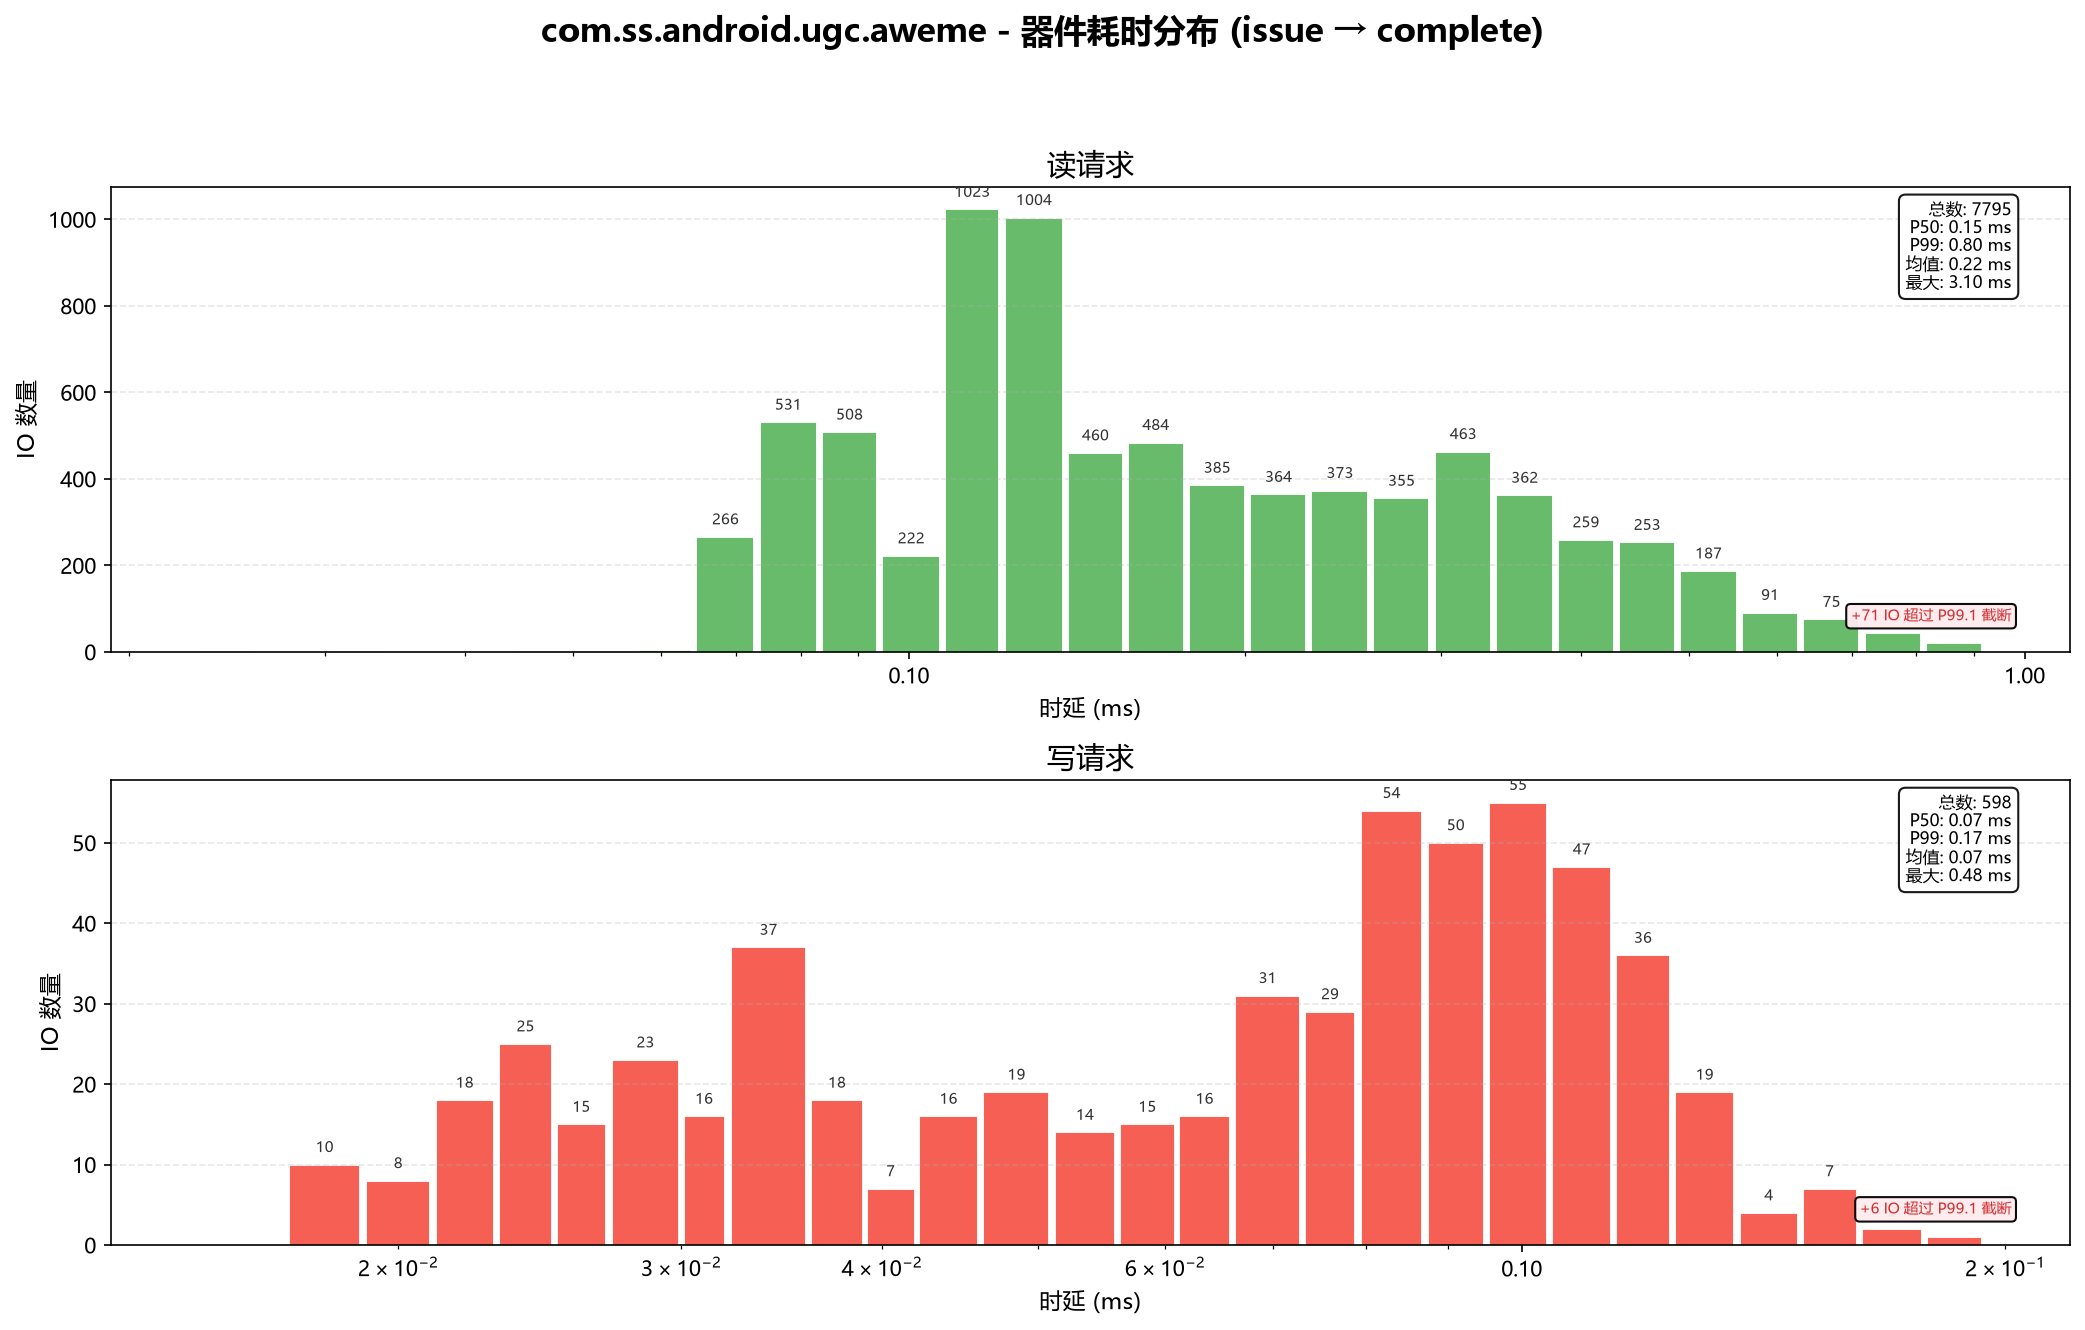 com.ss.android.ugc.aweme - 器件耗时分布 (issue → complete)
读请求
IO 数量
1000
800
600
400
200
0
266
531
508
222
1023
1004
460
484
385
364
373
355
463
362
259
253
187
91
75
总数: 7795
P50: 0.15 ms
P99: 0.80 ms
均值: 0.22 ms
最大: 3.10 ms
+71 IO 超过 P99.1 截断
0.10
1.00
时延 (ms)
写请求
IO 数量
50
40
30
20
10
0
10
8
18
25
15
23
16
37
18
7
16
19
14
15
16
31
29
54
50
55
47
36
19
4
7
总数: 598
P50: 0.07 ms
P99: 0.17 ms
均值: 0.07 ms
最大: 0.48 ms
+6 IO 超过 P99.1 截断
2 × 10⁻²
3 × 10⁻²
4 × 10⁻²
6 × 10⁻²
0.10
2 × 10⁻¹
时延 (ms)